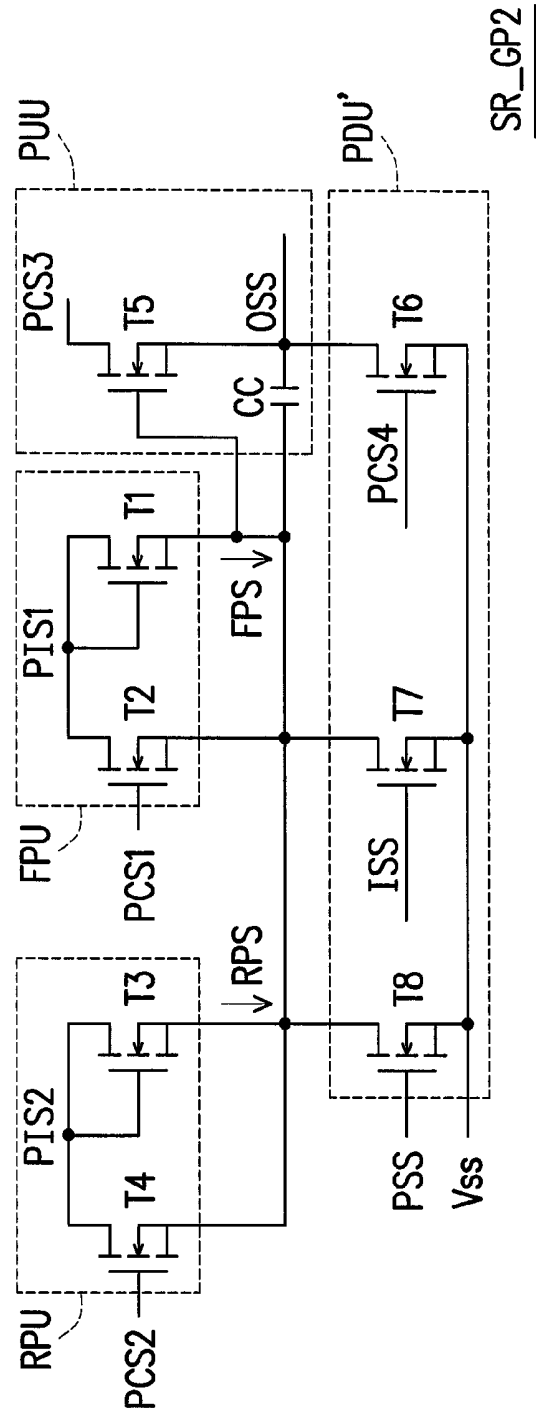 RPU
PIS2
T4
T3
PCS2
RPS
FPU
PIS1
T2
T1
PCS1
FPS
PUU
PCS3
T5
CC
OSS
PDU'
PSS
T8
ISS
T7
PCS4
T6
Vss
SR_GP2